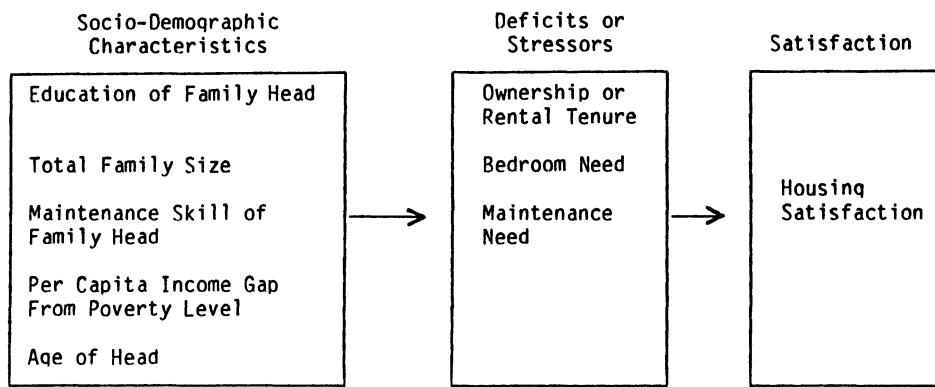 Socio-Demographic
Characteristics
Education of Family Head
Total Family Size
Maintenance Skill of
Family Head
Per Capita Income Gap
From Poverty Level
Age of Head
Deficits or
Stressors
Ownership or
Rental Tenure
Bedroom Need
Maintenance
Need
Satisfaction
Housing
Satisfaction